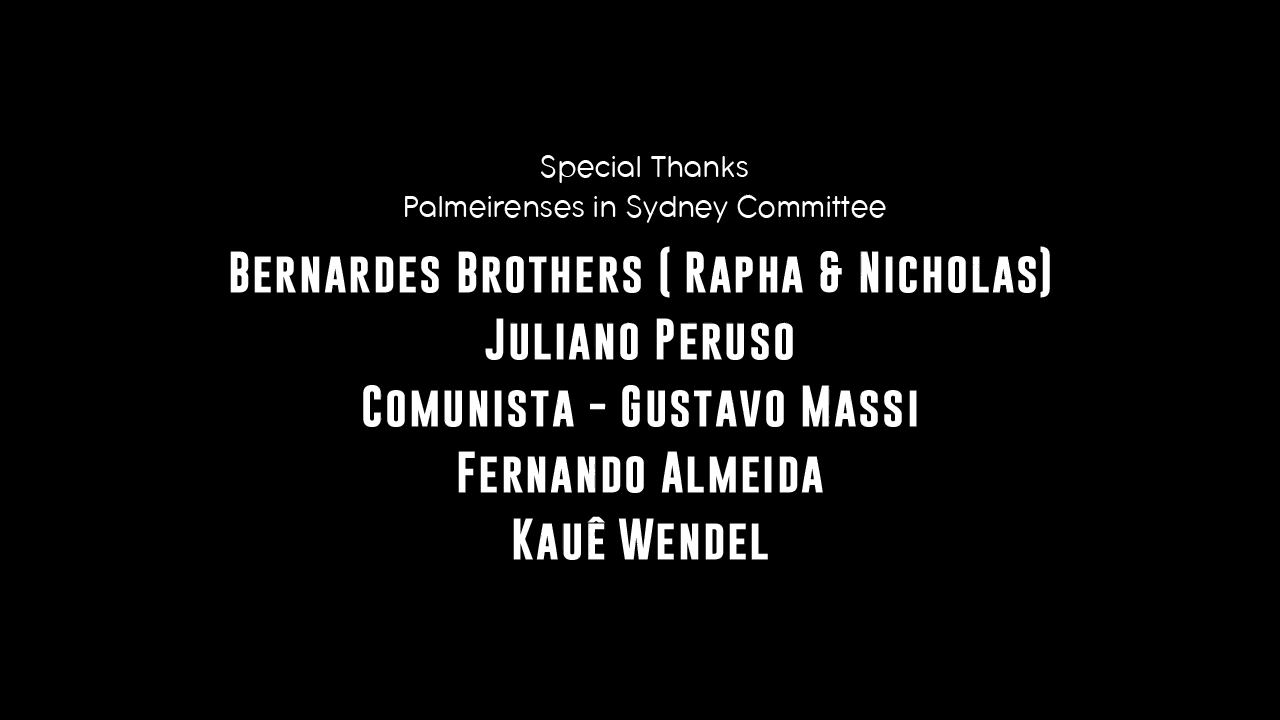 Special Thanks
Palmeirenses in Sydney Committee
Bernardes Brothers ( Rapha & Nicholas)
Juliano Peruso
Comunista - Gustavo Massi
Fernando Almeida
Kauê Wendel